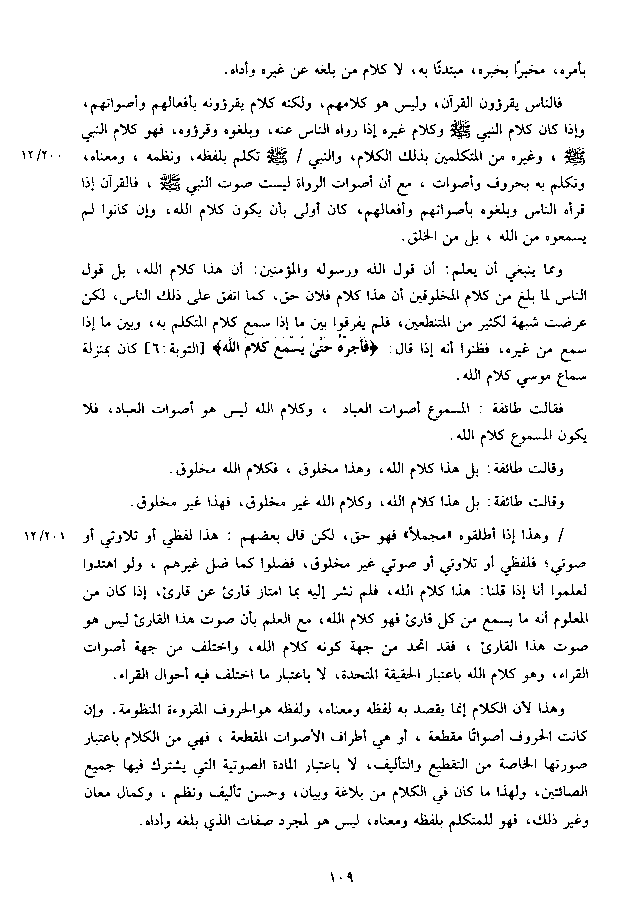 بأمره، مخبرًا بخبره، مبتدئًا به، لا كلام من بلغه عن غيره وأداه.
فالناس يقرؤون القرآن، وليس هو كلامهم، ولكنه كلام يقرؤونه بأفعالهم وأصواتهم،
وإذا كان كلام النبي ﷺ وكلام غيره إذا رواه الناس عنه، وبلغوه وقرؤوه، فهو كلام النبي
ﷺ ، وغيره من المتكلمين بذلك الكلام، والنبي / ﷺ تكلم بلفظه، ونظمه ، ومعناه، ١٢/٢٠٠
وتكلم به بحروف وأصوات ، مع أن أصوات الرواة ليست صوت النبي ﷺ ، فالقرآن إذا
قرأه الناس وبلغوه بأصواتهم وأفعالهم، كان أولى بأن يكون كلام الله، وإن كانوا لم
يسمعوه من الله ، بل من الخلق.
ومما ينبغي أن يعلم: أن قول الله ورسوله والمؤمنين: أن هذا كلام الله، بل قول
الناس لما بلغ من كلام المخلوقين أن هذا كلام فلان حق، كما اتفق على ذلك الناس، لكن
عرضت شبهة لكثير من المتنطعين، فلم يفرقوا بين ما إذا سمع كلام المتكلم به، وبين ما إذا
سمع من غيره، فظنوا أنه إذا قال: ﴿فَأَجِرْهُ حَتَّىٰ يَسْمَعَ كَلامَ اللَّهِ﴾ [التوبة:٦] كان بمنزلة
سماع موسي كلام الله.
فقالت طائفة : المسموع أصوات العباد ، وكلام الله ليس هو أصوات العباد، فلا
يكون المسموع كلام الله.
وقالت طائفة: بل هذا كلام الله، وهذا مخلوق ، فكلام الله مخلوق.
وقالت طائفة: بل هذا كلام الله، وكلام الله غير مخلوق، فهذا غير مخلوق.
/ وهذا إذا أطلقوه «مجملاً» فهو حق، لكن قال بعضهم : هذا لفظي أو تلاوتي أو ١٢/٢٠١
صوتي؛ فلفظي أو تلاوتي أو صوتي غير مخلوق، فضلوا كما ضل غيرهم ، ولو اهتدوا
لعلموا أنا إذا قلنا: هذا كلام الله، فلم نشر إليه بما امتاز قارئ عن قارئ، إذا كان من
المعلوم أنه ما يسمع من كل قارئ فهو كلام الله، مع العلم بأن صوت هذا القارئ ليس هو
صوت هذا القارئ ، فقد اتحد من جهة كونه كلام الله، واختلف من جهة أصوات
القراء، وهو كلام الله باعتبار الحقيقة المتحدة، لا باعتبار ما اختلف فيه أحوال القراء.
وهذا لأن الكلام إنما يقصد به لفظه ومعناه، ولفظه هوالحروف المقروءة المنظومة. وإن
كانت الحروف أصواتًا مقطعة ، أو هي أطراف الأصوات المقطعة ، فهي من الكلام باعتبار
صورتها الخاصة من التقطيع والتأليف، لا باعتبار المادة الصوتية التي يشترك فيها جميع
الصائتين، ولهذا ما كان في الكلام من بلاغة وبيان، وحسن تأليف ونظم ، وكمال معان
وغير ذلك، فهو للمتكلم بلفظه ومعناه، ليس هو لمجرد صفات الذي بلغه وأداه.
١٠٩